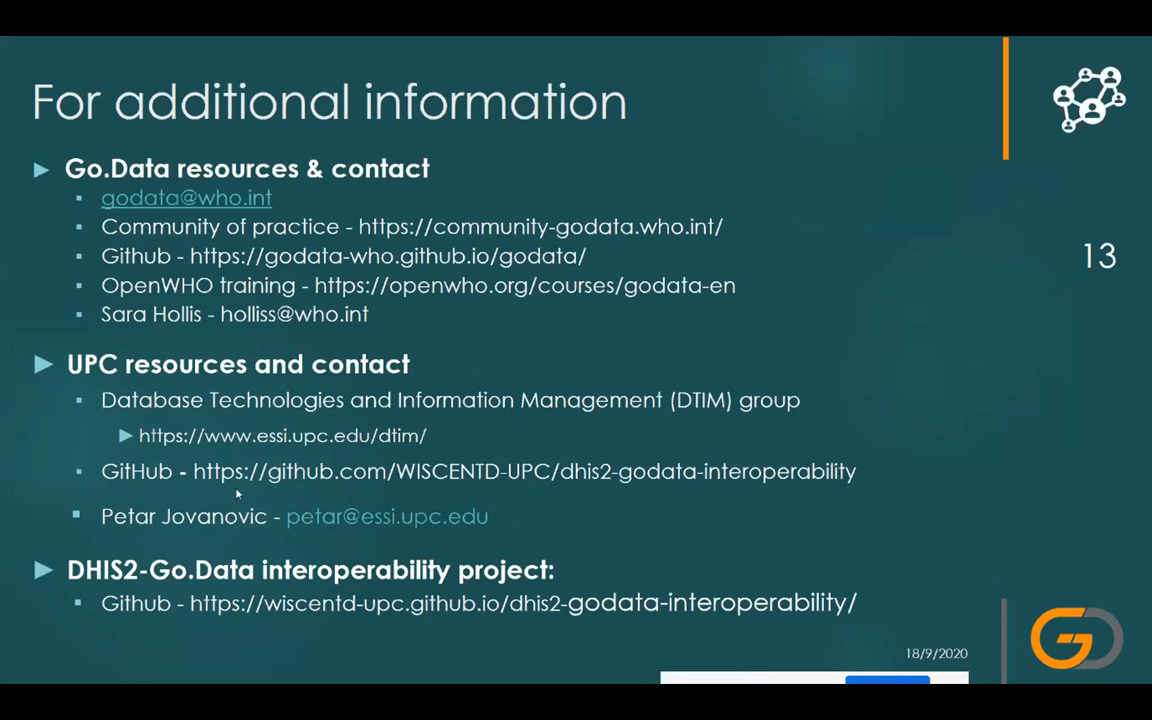 For additional information
Go.Data resources & contact
godata@who.int
Community of practice - https://community-godata.who.int/
Github - https://godata-who.github.io/godata/
OpenWHO training - https://openwho.org/courses/godata-en
Sara Hollis - holliss@who.int
13
UPC resources and contact
Database Technologies and Information Management (DTIM) group
https://www.essi.upc.edu/dtim/
GitHub - https://github.com/WISCENTD-UPC/dhis2-godata-interoperability
Petar Jovanovic - petar@essi.upc.edu
DHIS2-Go.Data interoperability project:
Github - https://wiscentd-upc.github.io/dhis2-godata-interoperability/
18/9/2020